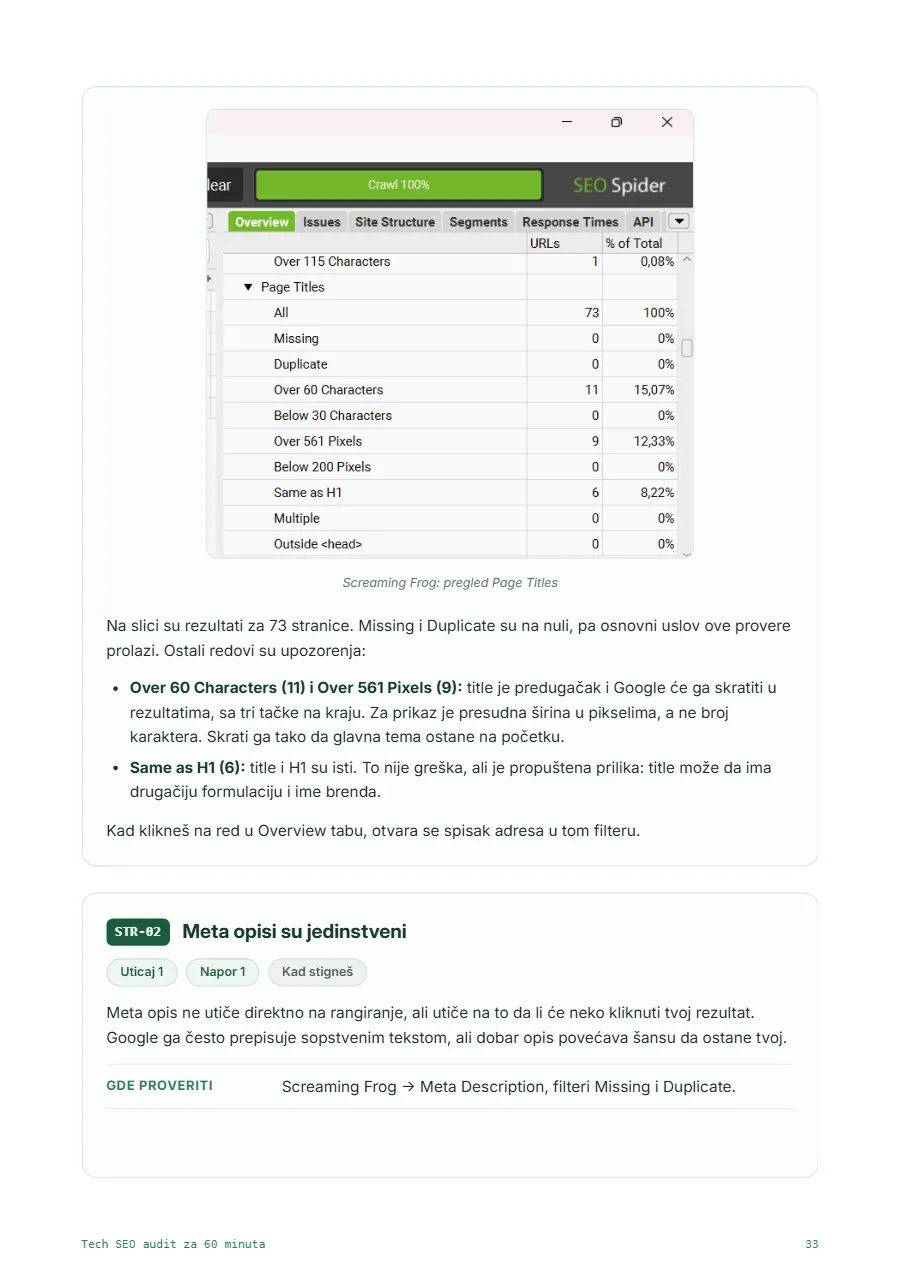 lear
Crawl 100%
SEO Spider
Overview Issues Site Structure Segments Response Times API
URLs % of Total
Over 115 Characters 1 0,08%
▼ Page Titles
All 73 100%
Missing 0 0%
Duplicate 0 0%
Over 60 Characters 11 15,07%
Below 30 Characters 0 0%
Over 561 Pixels 9 12,33%
Below 200 Pixels 0 0%
Same as H1 6 8,22%
Multiple 0 0%
Outside <head> 0 0%
Screaming Frog: pregled Page Titles
Na slici su rezultati za 73 stranice. Missing i Duplicate su na nuli, pa osnovni uslov ove provere
prolazi. Ostali redovi su upozorenja:
• Over 60 Characters (11) i Over 561 Pixels (9): title je predugačak i Google će ga skratiti u
rezultatima, sa tri tačke na kraju. Za prikaz je presudna širina u pikselima, a ne broj
karaktera. Skrati ga tako da glavna tema ostane na početku.
• Same as H1 (6): title i H1 su isti. To nije greška, ali je propuštena prilika: title može da ima
drugačiju formulaciju i ime brenda.
Kad klikneš na red u Overview tabu, otvara se spisak adresa u tom filteru.
STR-02 Meta opisi su jedinstveni
Uticaj 1 Napor 1 Kad stigneš
Meta opis ne utiče direktno na rangiranje, ali utiče na to da li će neko kliknuti tvoj rezultat.
Google ga često prepisuje sopstvenim tekstom, ali dobar opis povećava šansu da ostane tvoj.
GDE PROVERITI Screaming Frog → Meta Description, filteri Missing i Duplicate.
Tech SEO audit za 60 minuta 33